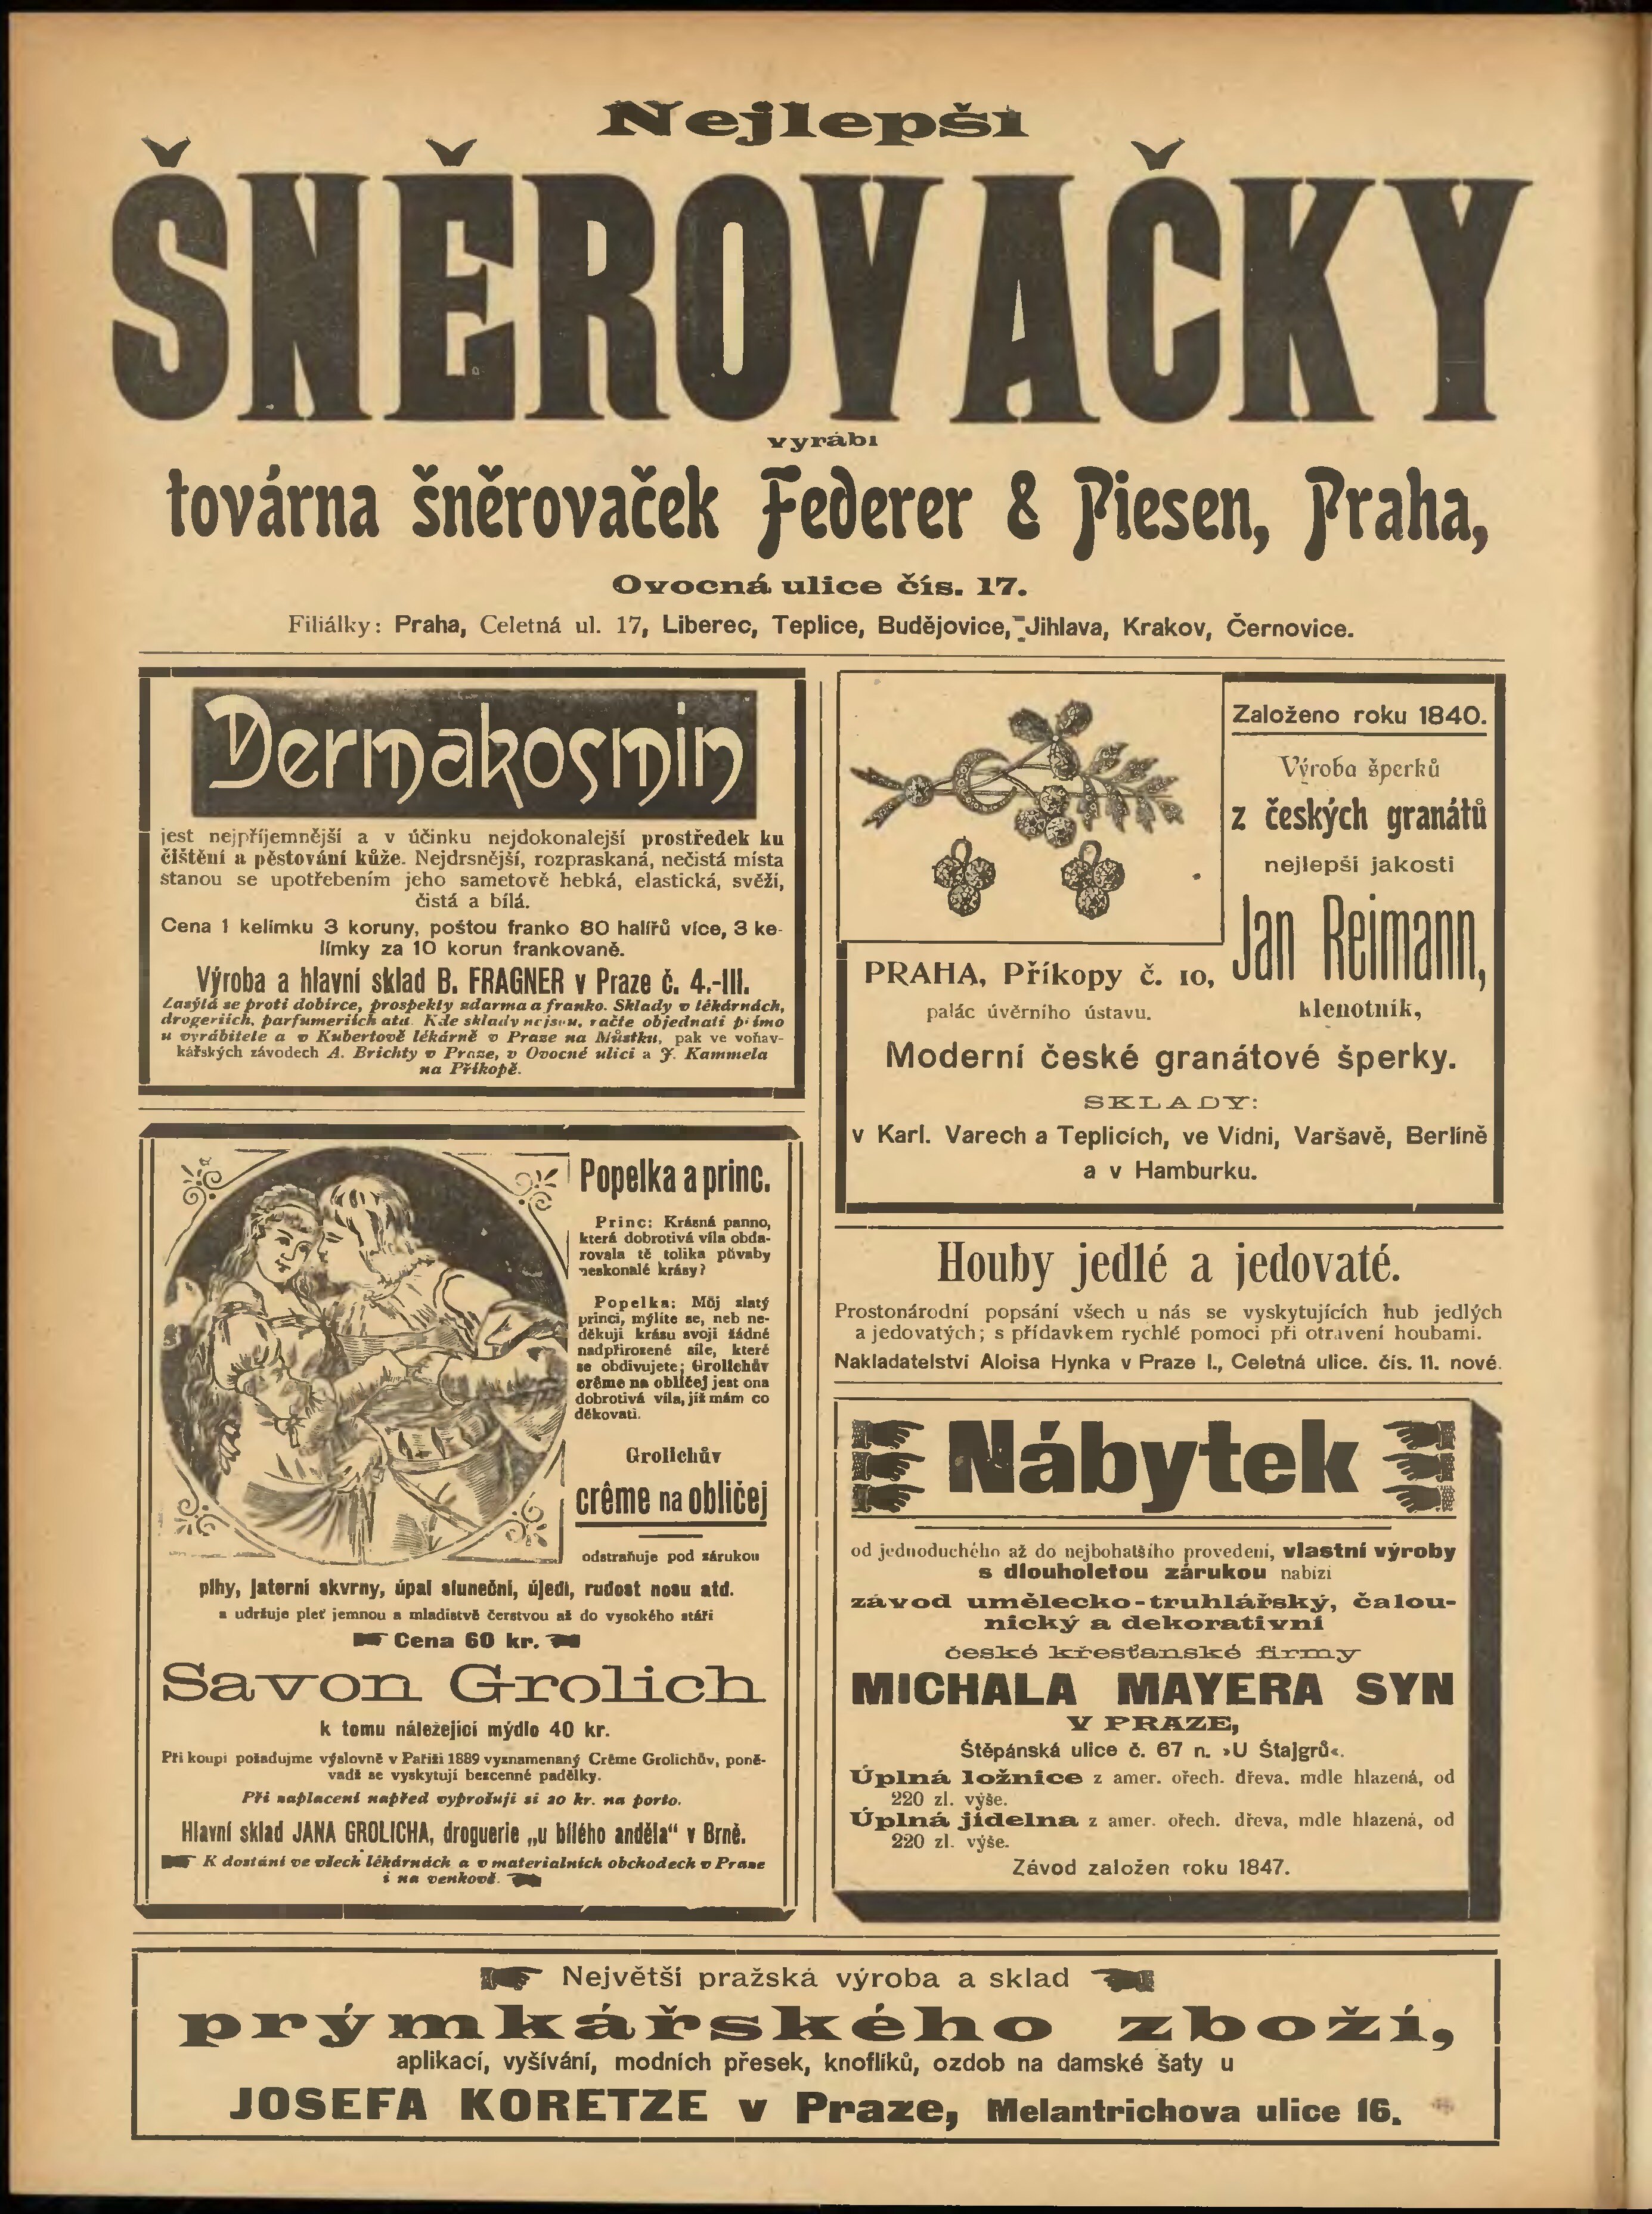 Nejlepší
ŠNĚROVAČKY
vyrábí
továrna šněrovaček Federer & Piesen, Praha,
Ovocná ulice čís. 17.
Filiálky: Praha, Celetná ul. 17, Liberec, Teplice, Budějovice, Jihlava, Krakov, Černovice.
Dermakosmin
jest nejpříjemnější a v účinku nejdokonalejší prostředek ku
čištění a pěstování kůže. Nejdrsnější, rozpraskaná, nečistá místa
stanou se upotřebením jeho sametově hebká, elastická, svěží,
čistá a bílá.
Cena 1 kelímku 3 koruny, poštou franko 80 halířů více, 3 ke-
límky za 10 korun frankovaně.
Výroba a hlavní sklad B. FRAGNER v Praze č. 4.-III.
Zasýlá se proti dobírce, prospekty zdarma a franko. Sklady v lékárnách,
drogeriích, parfumeriích atd. Kde sklady nejsou, račte objednati přímo
u vyrábitele a v Kubertově lékárně v Praze na Můstku, pak ve voňav-
kářských závodech A. Brichty v Praze, v Ovocné ulici a J. Kammela
na Příkopě.
Popelka a princ.
Princ: Krásná panno,
která dobrotivá víla obda-
rovala tě tolika půvaby
neskonalé krásy?
Popelka: Můj zlatý
princi, mýlíte se, neb ne-
děkuji krásu svoji žádné
nadpřirozené síle, které
se obdivujete; Grolichův
crême na obličej jest ona
dobrotivá víla, jíž mám co
děkovati.
Grolichův
crême na obličej
odstraňuje pod zárukou
pihy, jaterní skvrny, úpal sluneční, újedi, rudost nosu atd.
a udržuje pleť jemnou a mladistvě čerstvou až do vysokého stáří
Cena 60 kr.
Savon Grolich
k tomu náležející mýdlo 40 kr.
Při koupi požadujme výslovně v Paříži 1889 vyznamenaný Crême Grolichův, poně-
vadž se vyskytují bezcenné padělky.
Při zaplacení napřed vyprošuji si 20 kr. na porto.
Hlavní sklad JANA GROLICHA, droguerie „u bílého anděla“ v Brně.
K dostání ve všech lékárnách a v materialních obchodech v Praze
i na venkově.
Založeno roku 1840.
Výroba šperků
z českých granátů
nejlepší jakosti
Jan Reimann,
PRAHA, Příkopy č. 10,
palác úvěrního ústavu.
klenotník,
Moderní české granátové šperky.
SKLADY:
v Karl. Varech a Teplicích, ve Vídni, Varšavě, Berlíně
a v Hamburku.
Houby jedlé a jedovaté.
Prostonárodní popsání všech u nás se vyskytujících hub jedlých
a jedovatých; s přídavkem rychlé pomoci při otrávení houbami.
Nakladatelství Aloisa Hynka v Praze I., Celetná ulice. čís. 11. nové.
Nábytek
od jednoduchého až do nejbohatšího provedení, vlastní výroby
s dlouholetou zárukou nabízí
závod umělecko-truhlářský, čalou-
nický a dekorativní
české křesťanské firmy
MICHALA MAYERA SYN
V PRAZE,
Štěpánská ulice č. 67 n. »U Štajgrů«.
Úplná ložnice z amer. ořech. dřeva, mdle hlazená, od
220 zl. výše.
Úplná jídelna z amer. ořech. dřeva, mdle hlazená, od
220 zl. výše.
Závod založen roku 1847.
Největší pražská výroba a sklad
prýmkářského zboží,
aplikací, vyšívání, modních přesek, knoflíků, ozdob na damské šaty u
JOSEFA KORETZE v Praze, Melantrichova ulice 16.